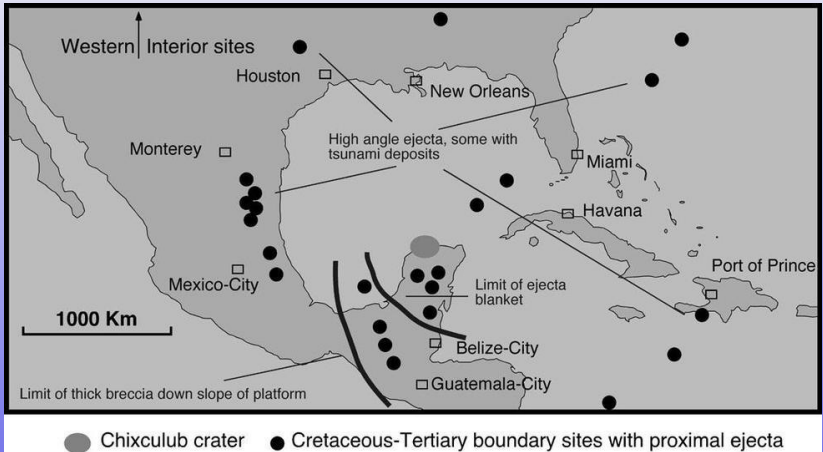 Western Interior sites
Houston
New Orleans
High angle ejecta, some with
tsunami deposits
Monterey
Miami
Havana
Mexico-City
Port of Prince
Limit of ejecta
blanket
1000 Km
Belize-City
Guatemala-City
Limit of thick breccia down slope of platform
Chixculub crater
Cretaceous-Tertiary boundary sites with proximal ejecta